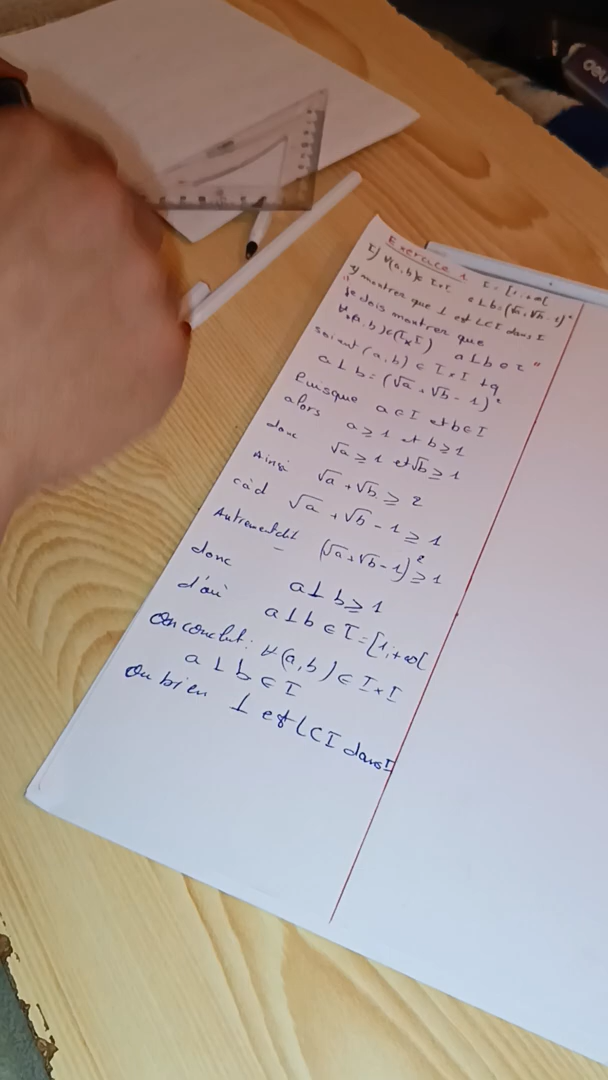 Exercice 1 I = [1;+∞[
I) ∀(a,b)∈ I×I a⊥b=(√a+√b-1)²
1) montrer que ⊥ est LCI dans I
"je dois montrer que
∀(a,b)∈(I×I) a⊥b∈I"
soient (a,b) ∈ I×I tq
a⊥b = (√a+√b-1)²
Puisque a∈I et b∈I
alors a≥1 et b≥1
donc √a≥1 et √b≥1
Ainsi √a+√b≥2
càd √a+√b-1≥1
Autrement dit (√a+√b-1)²≥1
donc a⊥b≥1
d'où a⊥b∈I=[1;+∞[
On conclut: ∀(a,b)∈I×I
a⊥b∈I
Ou bien ⊥ est LCI dans I